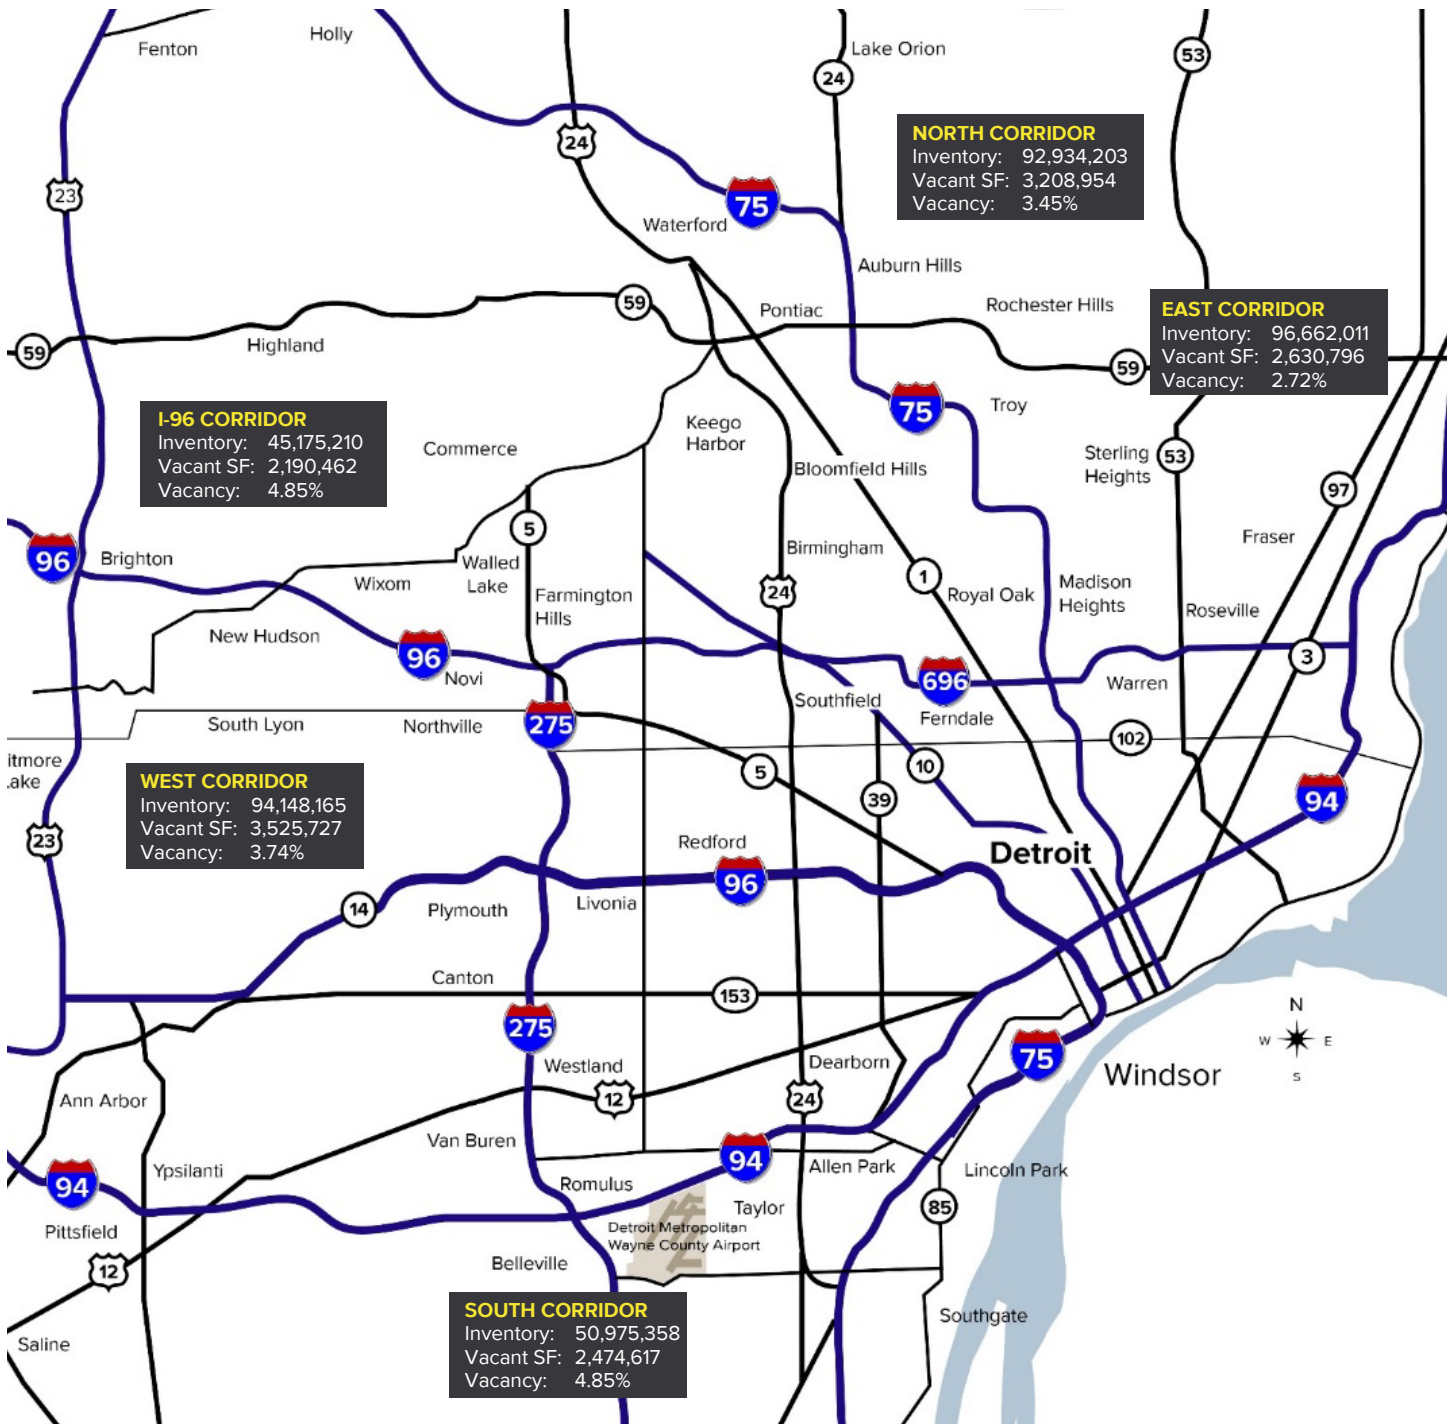 Holly
Fenton
24
Lake Orion
53
24
NORTH CORRIDOR
Inventory: 92,934,203
Vacant SF: 3,208,954
Vacancy: 3.45%
23
75
Waterford
Auburn Hills
59
Pontiac
Rochester Hills
EAST CORRIDOR
Inventory: 96,662,011
Vacant SF: 2,630,796
Vacancy: 2.72%
59
Highland
59
75
Troy
I-96 CORRIDOR
Inventory: 45,175,210
Vacant SF: 2,190,462
Vacancy: 4.85%
Keego
Harbor
Commerce
Bloomfield Hills
Sterling
Heights
53
97
5
Fraser
96
Brighton
Birmingham
Walled
Lake
Wixom
24
1
Farmington
Hills
Royal Oak
Madison
Heights
Roseville
New Hudson
96
Novi
696
3
Warren
Southfield
Ferndale
South Lyon
Northville
275
102
itmore
ake
5
10
39
94
WEST CORRIDOR
Inventory: 94,148,165
Vacant SF: 3,525,727
Vacancy: 3.74%
23
Redford
Detroit
96
14
Plymouth
Livonia
Canton
153
N
W
E
S
275
75
Westland
Dearborn
Windsor
12
24
Ann Arbor
Van Buren
94
Allen Park
Lincoln Park
94
Ypsilanti
Romulus
Taylor
85
Pittsfield
Detroit Metropolitan
Wayne County Airport
12
Belleville
SOUTH CORRIDOR
Inventory: 50,975,358
Vacant SF: 2,474,617
Vacancy: 4.85%
Southgate
Saline